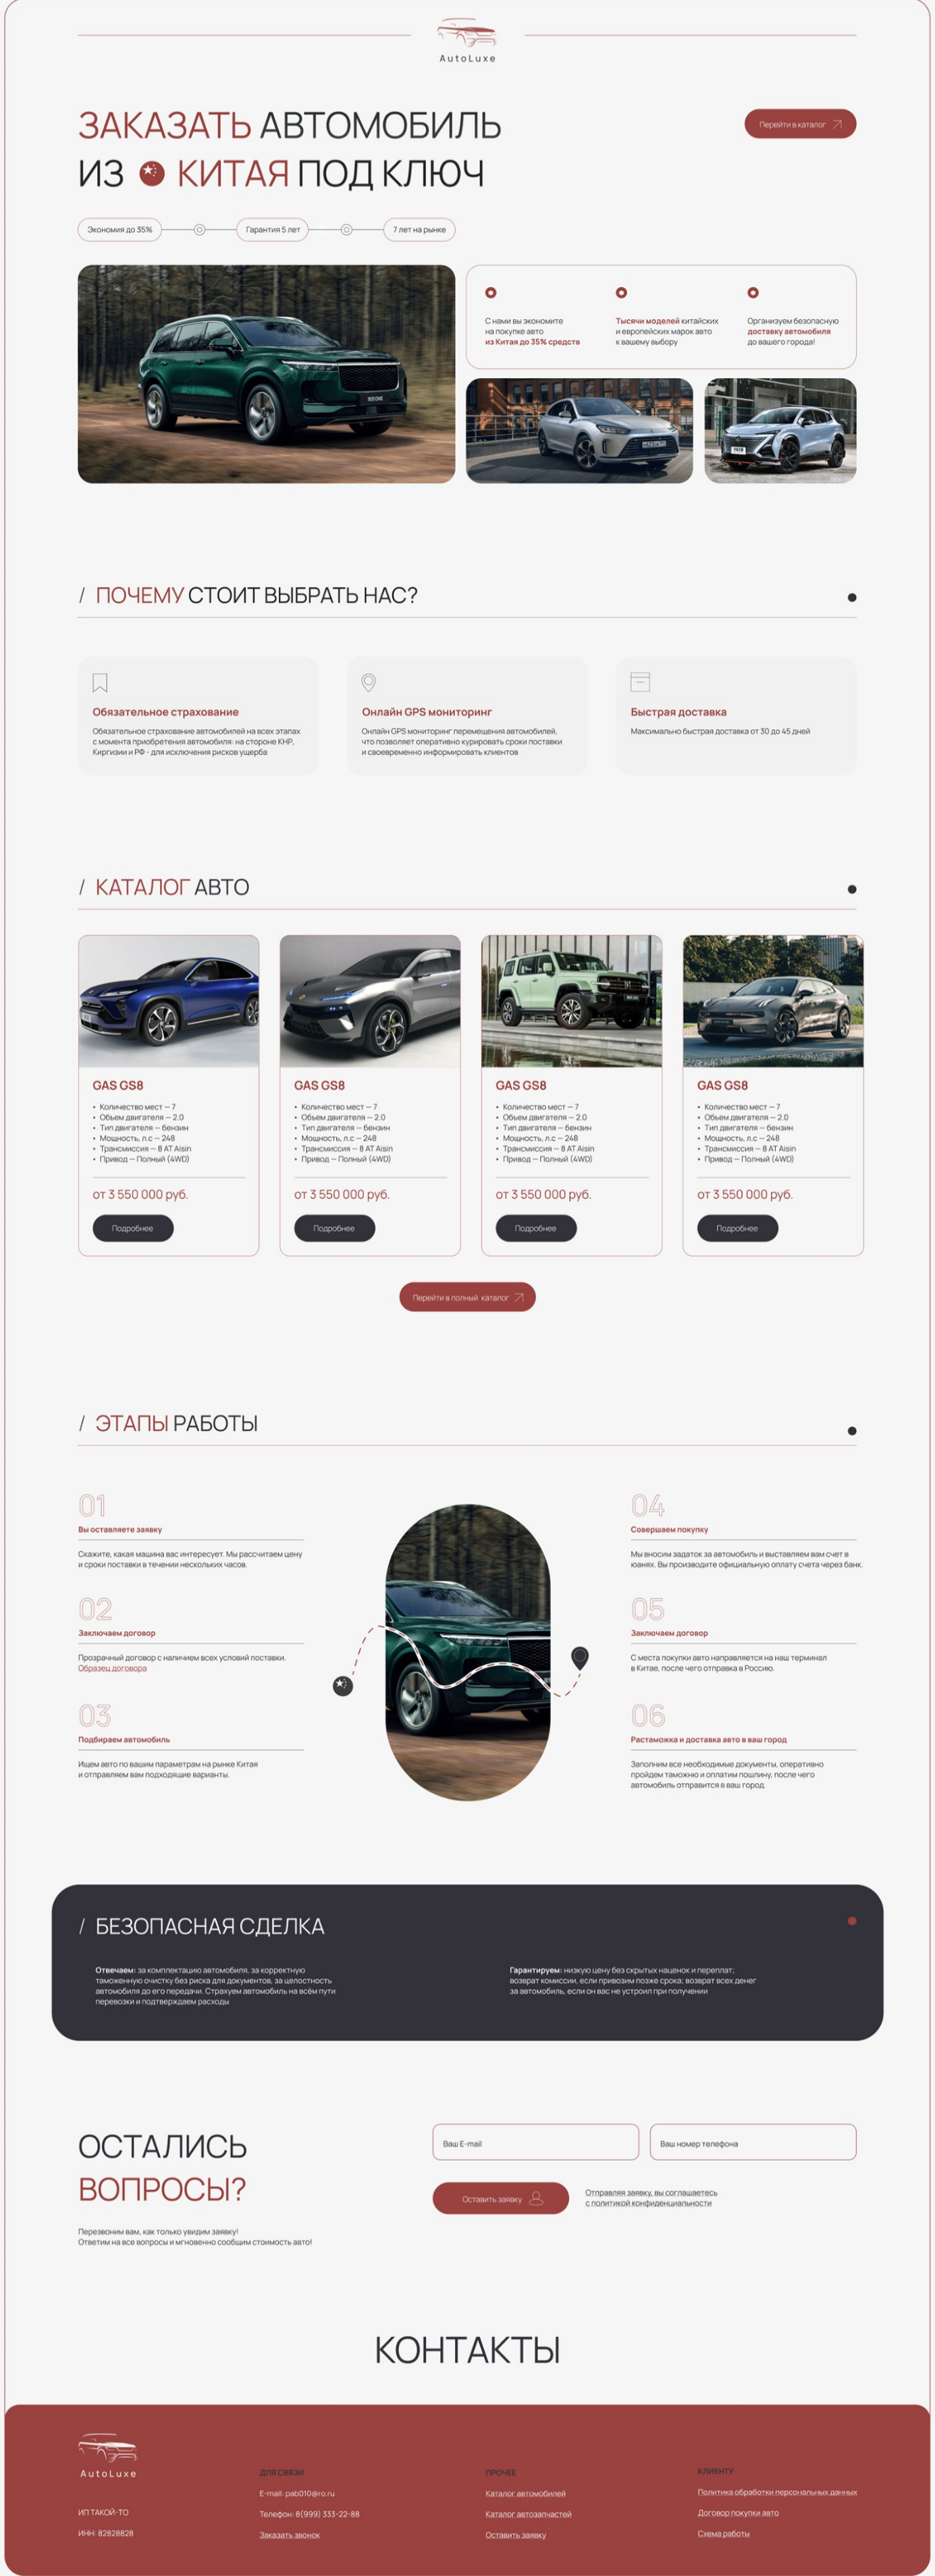 AutoLuxe
ЗАКАЗАТЬ АВТОМОБИЛЬ
ИЗ КИТАЯ ПОД КЛЮЧ
Перейти в каталог
Экономия до 35%
Гарантия 5 лет
7 лет на рынке
С нами вы экономите
на покупке авто
из Китая до 35% средств
Тысячи моделей китайских
и европейских марок авто
к вашему выбору
Организуем безопасную
доставку автомобиля
до вашего города!
/ ПОЧЕМУ СТОИТ ВЫБРАТЬ НАС?
Обязательное страхование
Обязательное страхование автомобилей на всех этапах
с момента приобретения автомобиля: на стороне КНР,
Киргизии и РФ - для исключения рисков ущерба
Онлайн GPS мониторинг
Онлайн GPS мониторинг перемещения автомобилей,
что позволяет оперативно курировать сроки поставки
и своевременно информировать клиентов
Быстрая доставка
Максимально быстрая доставка от 30 до 45 дней
/ КАТАЛОГ АВТО
GAS GS8
• Количество мест — 7
• Объем двигателя — 2.0
• Тип двигателя — бензин
• Мощность, л.с — 248
• Трансмиссия — 8 AT Aisin
• Привод — Полный (4WD)
от 3 550 000 руб.
Подробнее
GAS GS8
• Количество мест — 7
• Объем двигателя — 2.0
• Тип двигателя — бензин
• Мощность, л.с — 248
• Трансмиссия — 8 AT Aisin
• Привод — Полный (4WD)
от 3 550 000 руб.
Подробнее
GAS GS8
• Количество мест — 7
• Объем двигателя — 2.0
• Тип двигателя — бензин
• Мощность, л.с — 248
• Трансмиссия — 8 AT Aisin
• Привод — Полный (4WD)
от 3 550 000 руб.
Подробнее
GAS GS8
• Количество мест — 7
• Объем двигателя — 2.0
• Тип двигателя — бензин
• Мощность, л.с — 248
• Трансмиссия — 8 AT Aisin
• Привод — Полный (4WD)
от 3 550 000 руб.
Подробнее
Перейти в полный каталог
/ ЭТАПЫ РАБОТЫ
01
Вы оставляете заявку
Скажите, какая машина вас интересует. Мы рассчитаем цену
и сроки поставки в течении нескольких часов.
02
Заключаем договор
Прозрачный договор с наличием всех условий поставки.
Образец договора
03
Подбираем автомобиль
Ищем авто по вашим параметрам на рынке Китая
и отправляем вам подходящие варианты.
04
Совершаем покупку
Мы вносим задаток за автомобиль и выставляем вам счет в
юанях. Вы производите официальную оплату счета через банк.
05
Заключаем договор
С места покупки авто направляется на наш терминал
в Китае, после чего отправка в Россию.
06
Растаможка и доставка авто в ваш город
Заполним все необходимые документы, оперативно
пройдем таможню и оплатим пошлину, после чего
автомобиль отправится в ваш город.
/ БЕЗОПАСНАЯ СДЕЛКА
Отвечаем: за комплектацию автомобиля, за корректную
таможенную очистку без риска для документов, за целостность
автомобиля до его передачи. Страхуем автомобиль на всём пути
перевозки и подтверждаем расходы
Гарантируем: низкую цену без скрытых наценок и переплат;
возврат комиссии, если привозим позже срока; возврат всех денег
за автомобиль, если он вас не устроил при получении
ОСТАЛИСЬ
ВОПРОСЫ?
Перезвоним вам, как только увидим заявку!
Ответим на все вопросы и мгновенно сообщим стоимость авто!
Ваш E-mail
Ваш номер телефона
Оставить заявку
Отправляя заявку, вы соглашаетесь
с политикой конфиденциальности
КОНТАКТЫ
AutoLuxe
ИП ТАКОЙ-ТО
ИНН: 82828828
ДЛЯ СВЯЗИ
E-mail: pab010@ro.ru
Телефон: 8(999) 333-22-88
Заказать звонок
ПРОЧЕЕ
Каталог автомобилей
Каталог автозапчастей
Оставить заявку
КЛИЕНТУ
Политика обработки персональных данных
Договор покупки авто
Схема работы